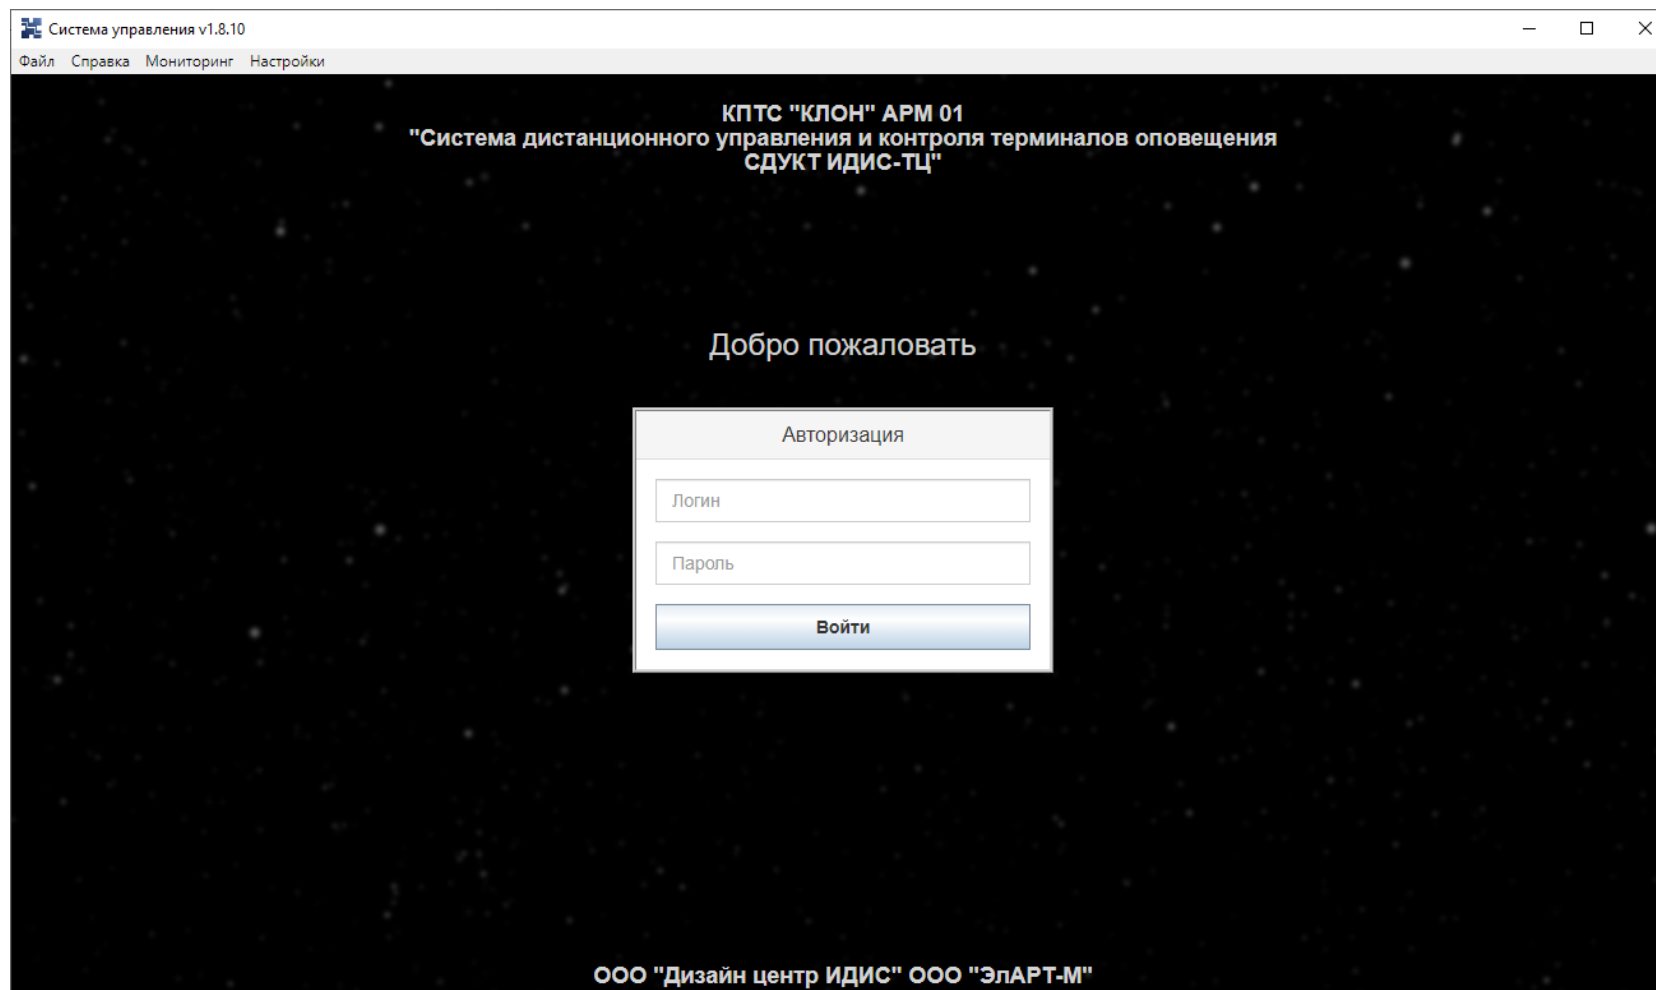 Система управления v1.8.10
Файл Справка Мониторинг Настройки
КПТС "КЛОН" АРМ 01
"Система дистанционного управления и контроля терминалов оповещения
СДУКТ ИДИС-ТЦ"
Добро пожаловать
Авторизация
Логин
Пароль
Войти
ООО "Дизайн центр ИДИС" ООО "ЭлАРТ-М"